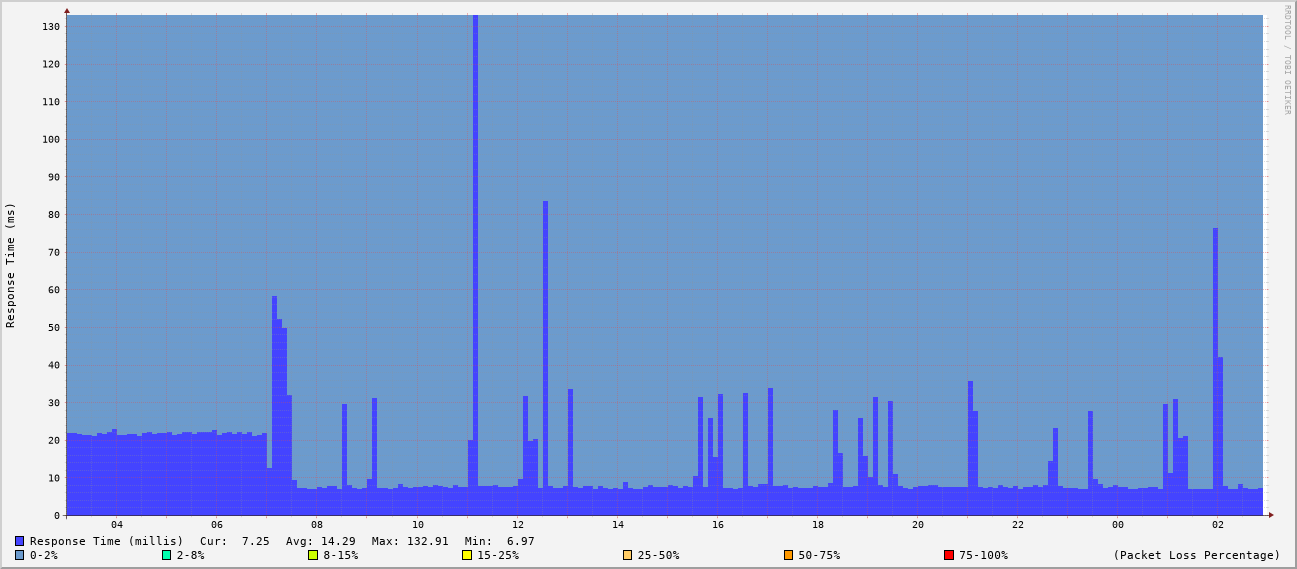 RRDTOOL / TOBI OETIKER
Response Time (ms)
130
120
110
100
90
80
70
60
50
40
30
20
10
0
04 06 08 10 12 14 16 18 20 22 00 02
Response Time (millis) Cur: 7.25 Avg: 14.29 Max: 132.91 Min: 6.97
0-2% 2-8% 8-15% 15-25% 25-50% 50-75% 75-100% (Packet Loss Percentage)